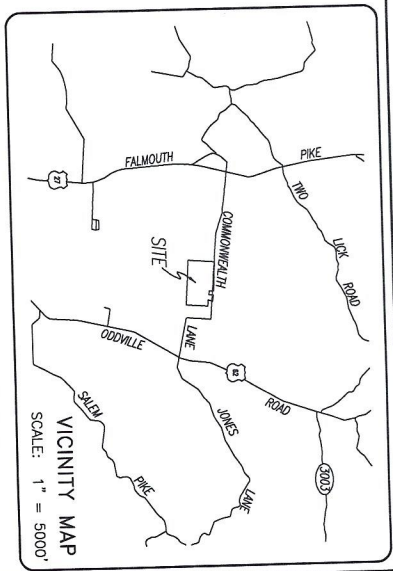 FALMOUTH PIKE
27
TWO LICK ROAD
COMMONWEALTH LANE
SITE
ODDVILLE ROAD
62
JONES LANE
3003
SALEM PIKE
VICINITY MAP
SCALE: 1" = 5000'